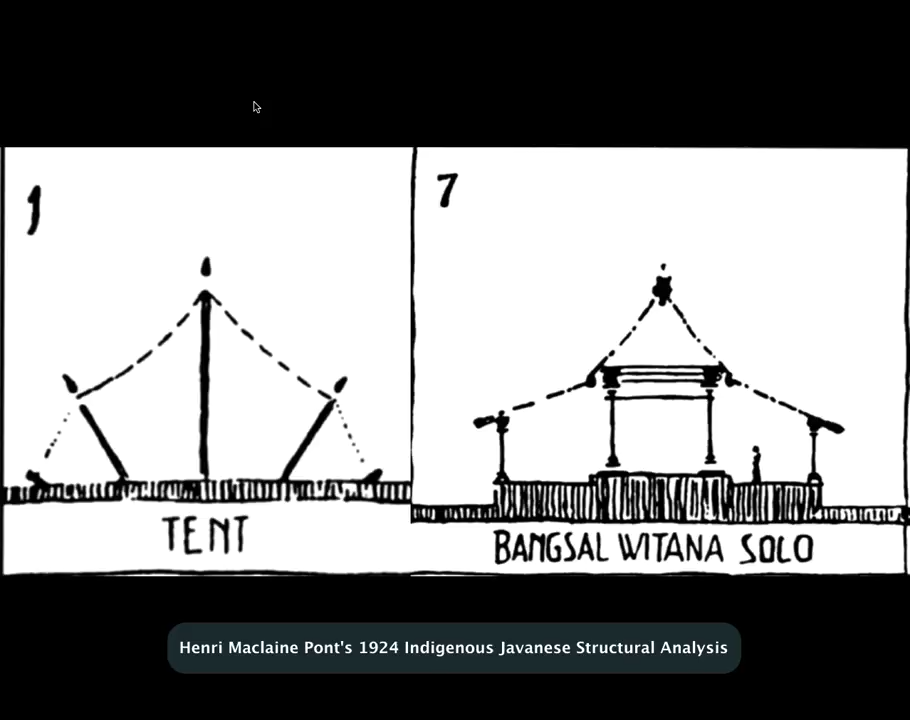 1
7
TENT
BANGSAL WITANA SOLO
Henri Maclaine Pont's 1924 Indigenous Javanese Structural Analysis